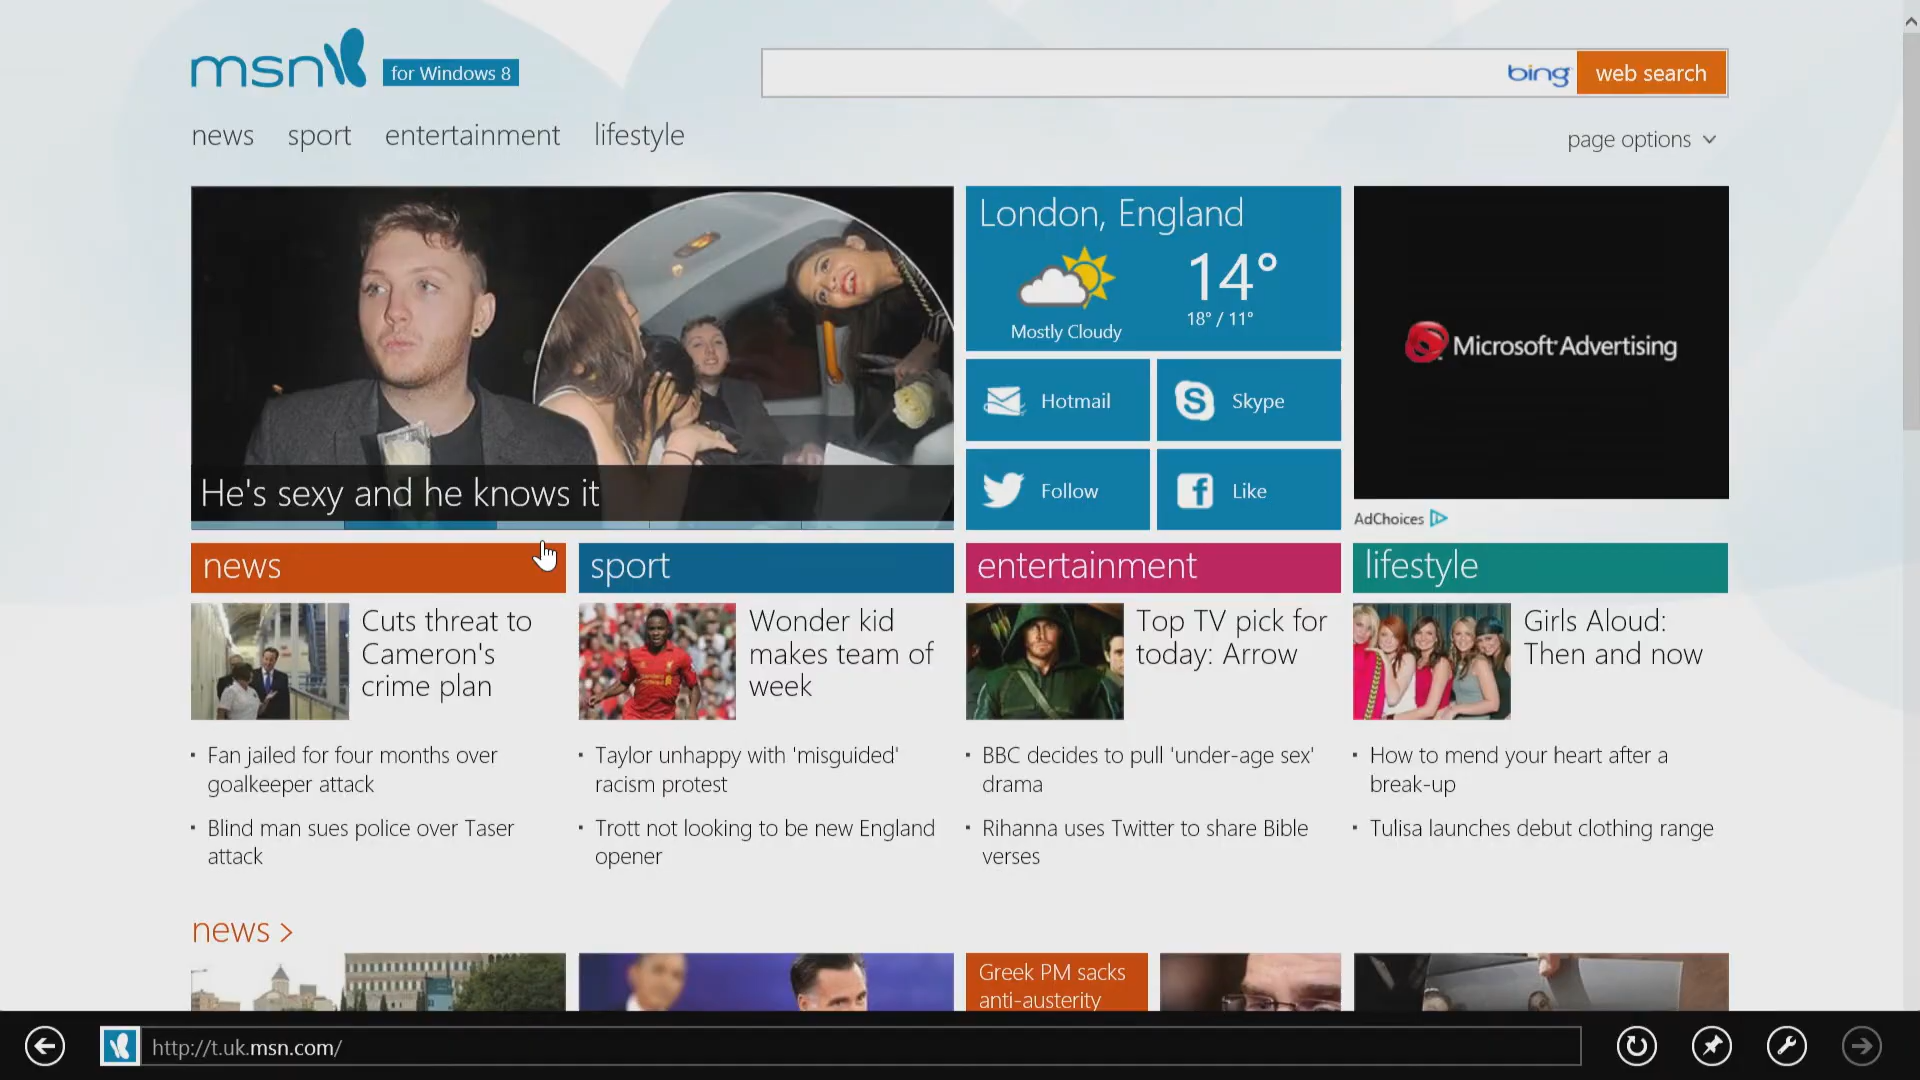 msn
for Windows 8
bing
web search
news
sport
entertainment
lifestyle
page options
He's sexy and he knows it
London, England
14°
18° / 11°
Mostly Cloudy
Hotmail
Skype
Follow
Like
Microsoft Advertising
AdChoices
news
Cuts threat to
Cameron's
crime plan
Fan jailed for four months over
goalkeeper attack
Blind man sues police over Taser
attack
sport
Wonder kid
makes team of
week
Taylor unhappy with 'misguided'
racism protest
Trott not looking to be new England
opener
entertainment
Top TV pick for
today: Arrow
BBC decides to pull 'under-age sex'
drama
Rihanna uses Twitter to share Bible
verses
lifestyle
Girls Aloud:
Then and now
How to mend your heart after a
break-up
Tulisa launches debut clothing range
news >
Greek PM sacks
anti-austerity
http://t.uk.msn.com/